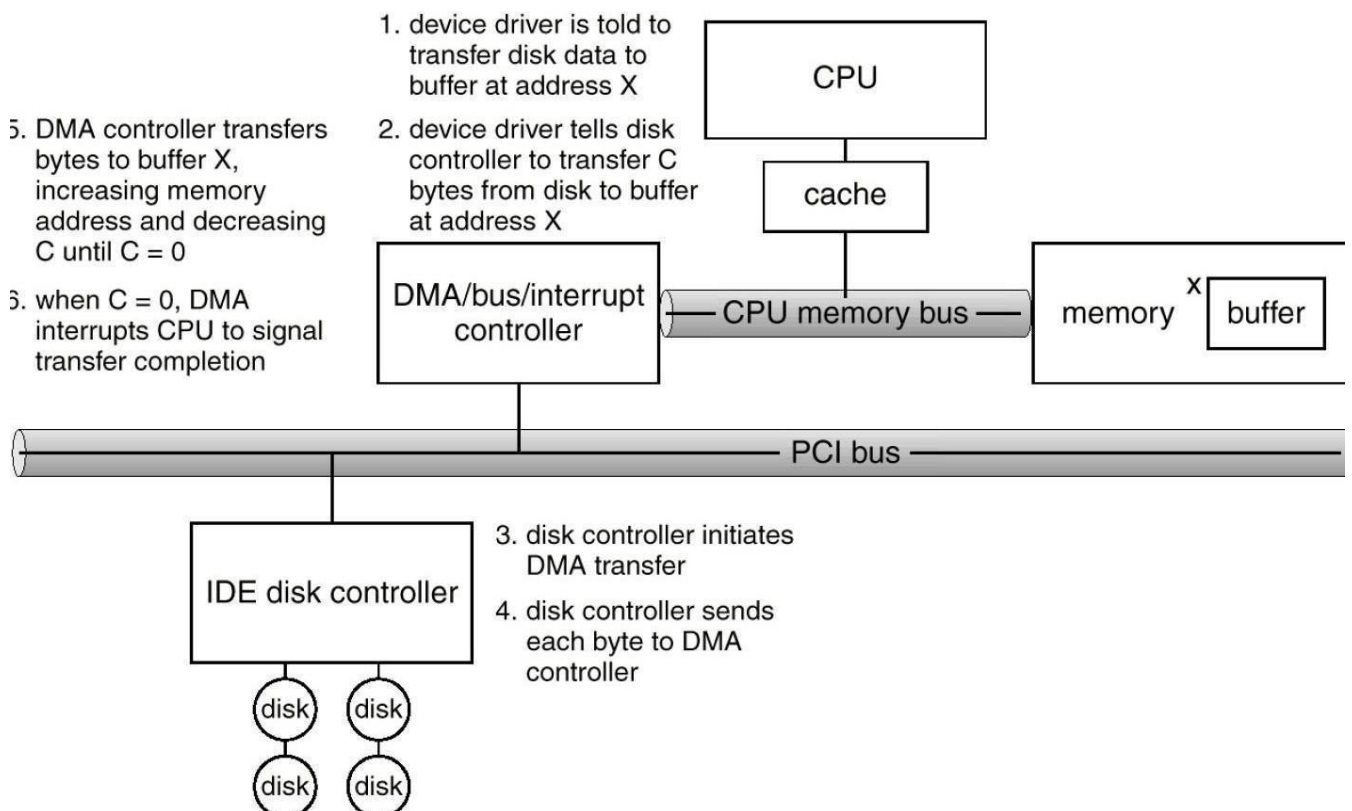 1. device driver is told to
transfer disk data to
buffer at address X
CPU
5. DMA controller transfers
bytes to buffer X,
increasing memory
address and decreasing
C until C = 0
2. device driver tells disk
controller to transfer C
bytes from disk to buffer
at address X
cache
6. when C = 0, DMA
interrupts CPU to signal
transfer completion
DMA/bus/interrupt
controller
CPU memory bus
memory
x
buffer
PCI bus
IDE disk controller
3. disk controller initiates
DMA transfer
4. disk controller sends
each byte to DMA
controller
disk
disk
disk
disk